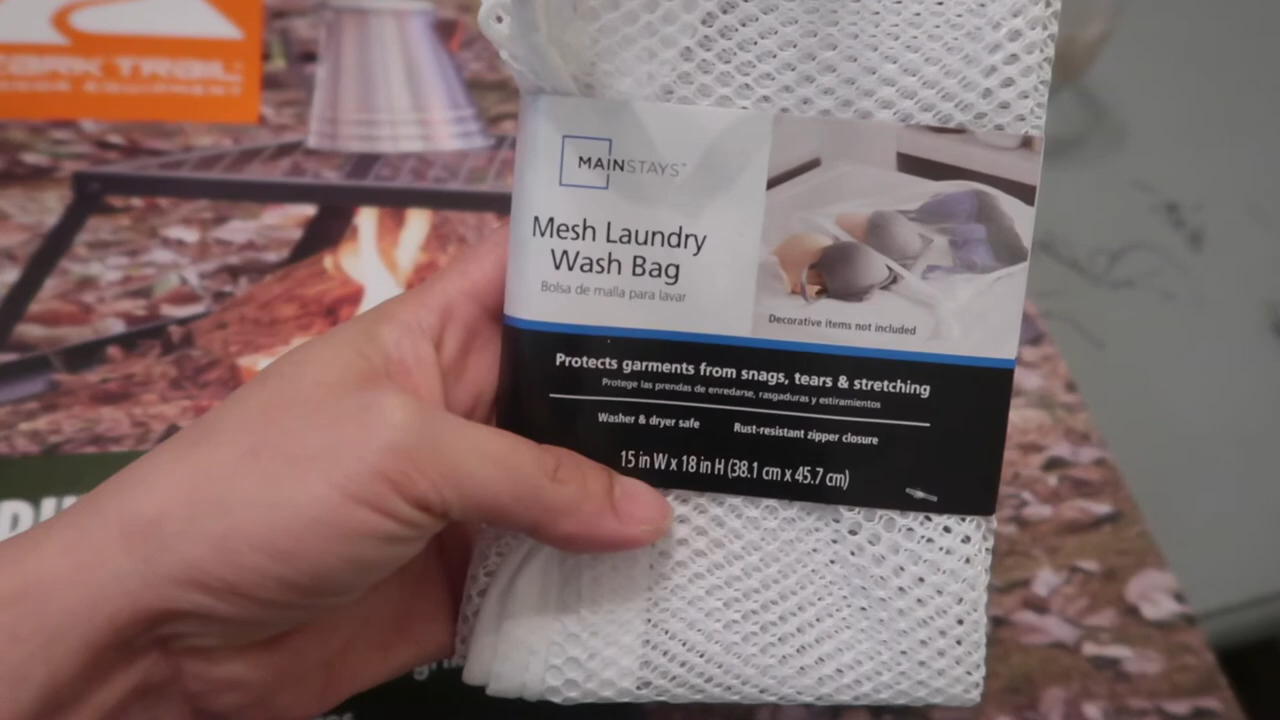 TRAIL
MAINSTAYS™
Mesh Laundry
Wash Bag
Bolsa de malla para lavar
Decorative items not included
Protects garments from snags, tears & stretching
Protege las prendas de enredarse, rasgaduras y estiramientos
Washer & dryer safe
Rust-resistant zipper closure
15 in W x 18 in H (38.1 cm x 45.7 cm)